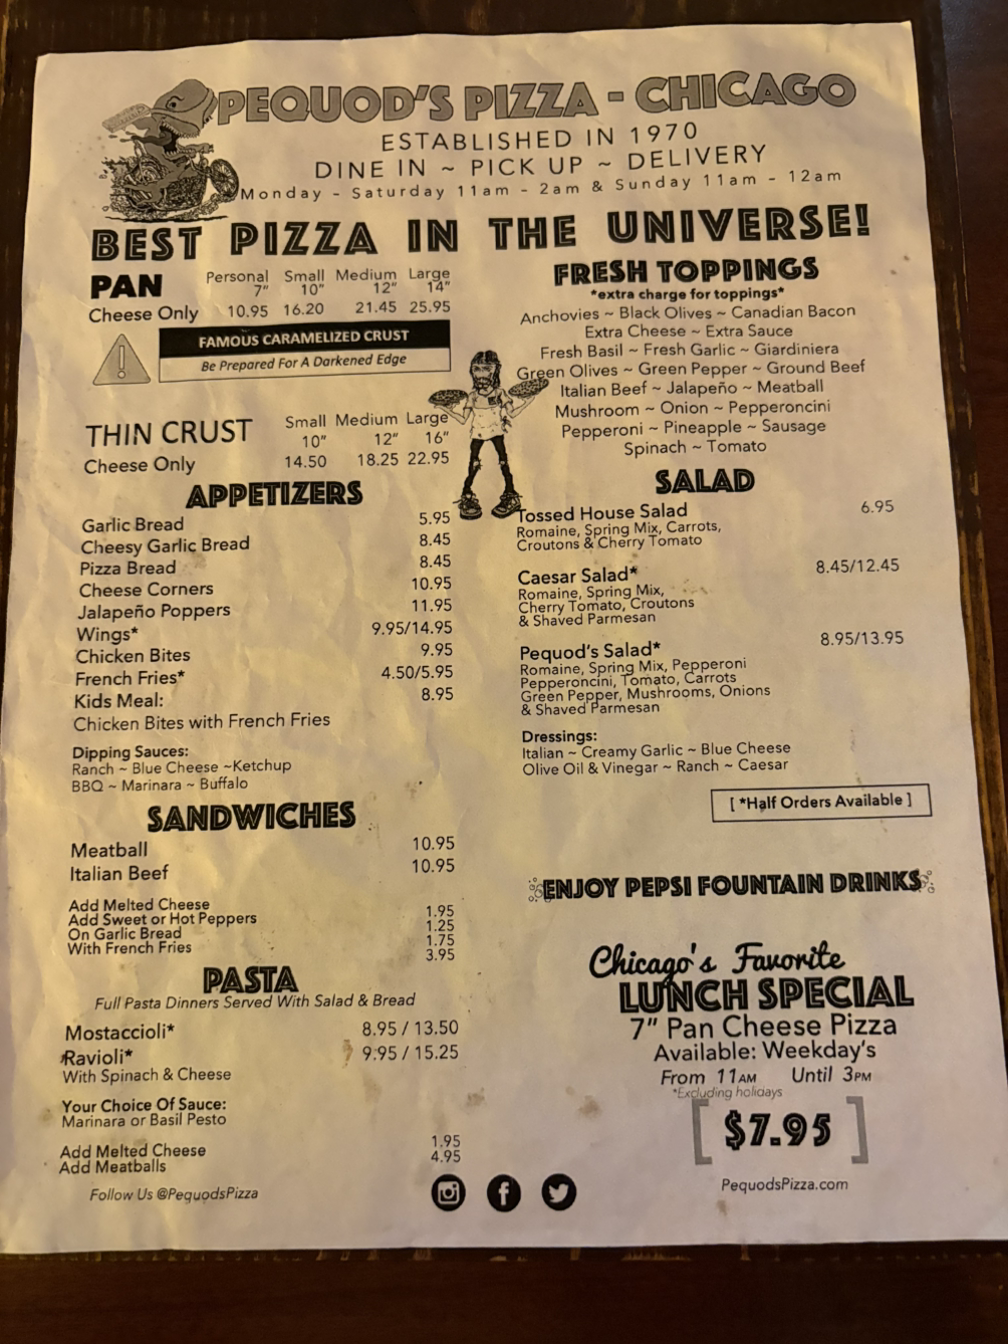 PEQUOD'S PIZZA - CHICAGO
ESTABLISHED IN 1970
DINE IN ~ PICK UP ~ DELIVERY
Monday - Saturday 11am - 2am & Sunday 11am - 12am
BEST PIZZA IN THE UNIVERSE!
PAN Personal Small Medium Large
7" 10" 12" 14"
Cheese Only 10.95 16.20 21.45 25.95
FAMOUS CARAMELIZED CRUST
Be Prepared For A Darkened Edge
THIN CRUST Small Medium Large
10" 12" 16"
Cheese Only 14.50 18.25 22.95
APPETIZERS
Garlic Bread 5.95
Cheesy Garlic Bread 8.45
Pizza Bread 8.45
Cheese Corners 10.95
Jalapeño Poppers 11.95
Wings* 9.95/14.95
Chicken Bites 9.95
French Fries* 4.50/5.95
Kids Meal: 8.95
Chicken Bites with French Fries
Dipping Sauces:
Ranch ~ Blue Cheese ~Ketchup
BBQ ~ Marinara ~ Buffalo
SANDWICHES
Meatball 10.95
Italian Beef 10.95
Add Melted Cheese 1.95
Add Sweet or Hot Peppers 1.25
On Garlic Bread 1.75
With French Fries 3.95
PASTA
Full Pasta Dinners Served With Salad & Bread
Mostaccioli* 8.95 / 13.50
Ravioli* 9.95 / 15.25
With Spinach & Cheese
Your Choice Of Sauce:
Marinara or Basil Pesto
Add Melted Cheese 1.95
Add Meatballs 4.95
Follow Us @PequodsPizza
FRESH TOPPINGS
*extra charge for toppings*
Anchovies ~ Black Olives ~ Canadian Bacon
Extra Cheese ~ Extra Sauce
Fresh Basil ~ Fresh Garlic ~ Giardiniera
Green Olives ~ Green Pepper ~ Ground Beef
Italian Beef ~ Jalapeño ~ Meatball
Mushroom ~ Onion ~ Pepperoncini
Pepperoni ~ Pineapple ~ Sausage
Spinach ~ Tomato
SALAD
Tossed House Salad 6.95
Romaine, Spring Mix, Carrots,
Croutons & Cherry Tomato
Caesar Salad* 8.45/12.45
Romaine, Spring Mix,
Cherry Tomato, Croutons
& Shaved Parmesan
Pequod's Salad* 8.95/13.95
Romaine, Spring Mix, Pepperoni
Pepperoncini, Tomato, Carrots
Green Pepper, Mushrooms, Onions
& Shaved Parmesan
Dressings:
Italian ~ Creamy Garlic ~ Blue Cheese
Olive Oil & Vinegar ~ Ranch ~ Caesar
[ *Half Orders Available ]
ENJOY PEPSI FOUNTAIN DRINKS
Chicago's Favorite
LUNCH SPECIAL
7" Pan Cheese Pizza
Available: Weekday's
From 11AM Until 3PM
*Excluding holidays
[ $7.95 ]
PequodsPizza.com